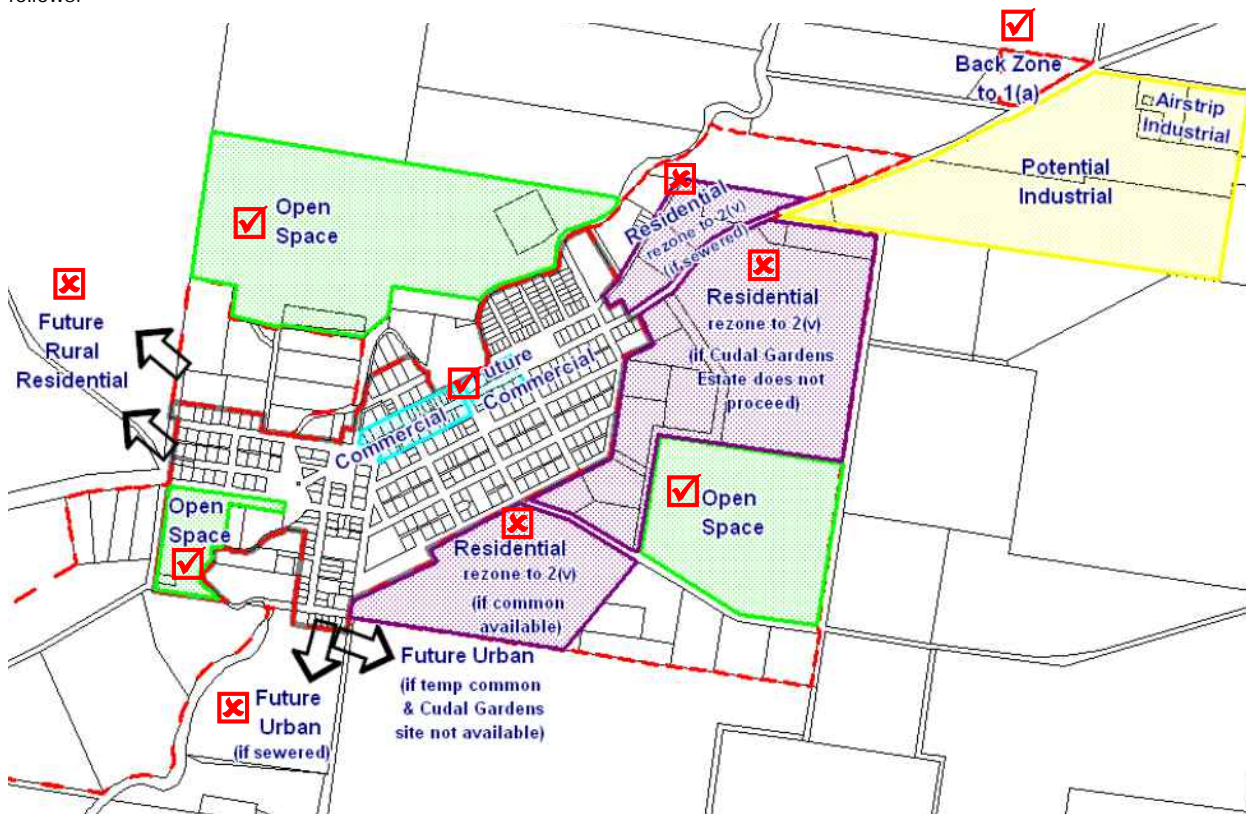 Back Zone
to 1(a)
Airstrip
Industrial
Potential
Industrial
Open
Space
Residential
rezone to 2(v)
(if sewered)
Residential
rezone to 2(v)
(if Cudal Gardens
Estate does not
proceed)
Future
Rural
Residential
Future
Commercial
Commercial
Open
Space
Open
Space
Residential
rezone to 2(v)
(if common
available)
Future Urban
(if temp common
& Cudal Gardens
site not available)
Future
Urban
(if sewered)